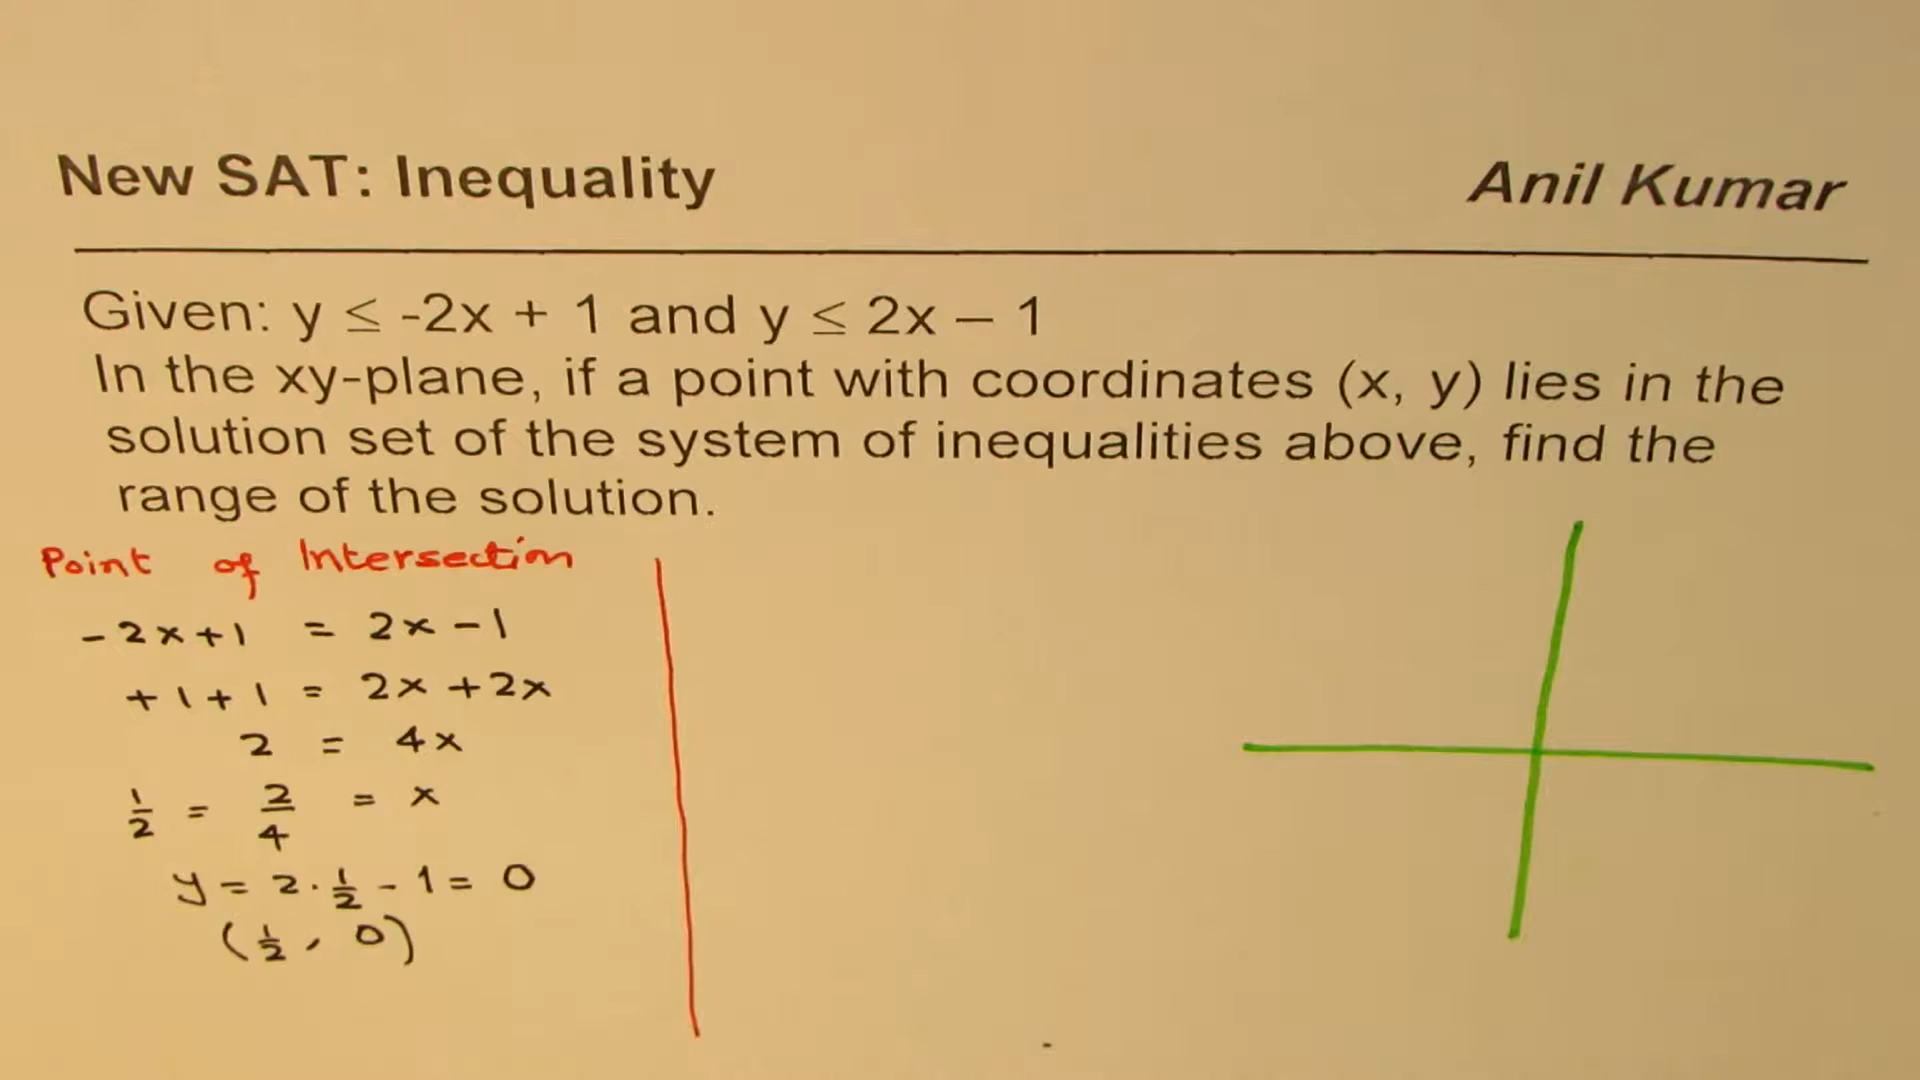 New SAT: Inequality Anil Kumar
Given: y ≤ -2x + 1 and y ≤ 2x – 1
In the xy-plane, if a point with coordinates (x, y) lies in the
solution set of the system of inequalities above, find the
range of the solution.
Point of Intersection
-2x+1 = 2x-1
+1+1 = 2x+2x
2 = 4x
1/2 = 2/4 = x
y = 2·1/2 - 1 = 0
(1/2, 0)